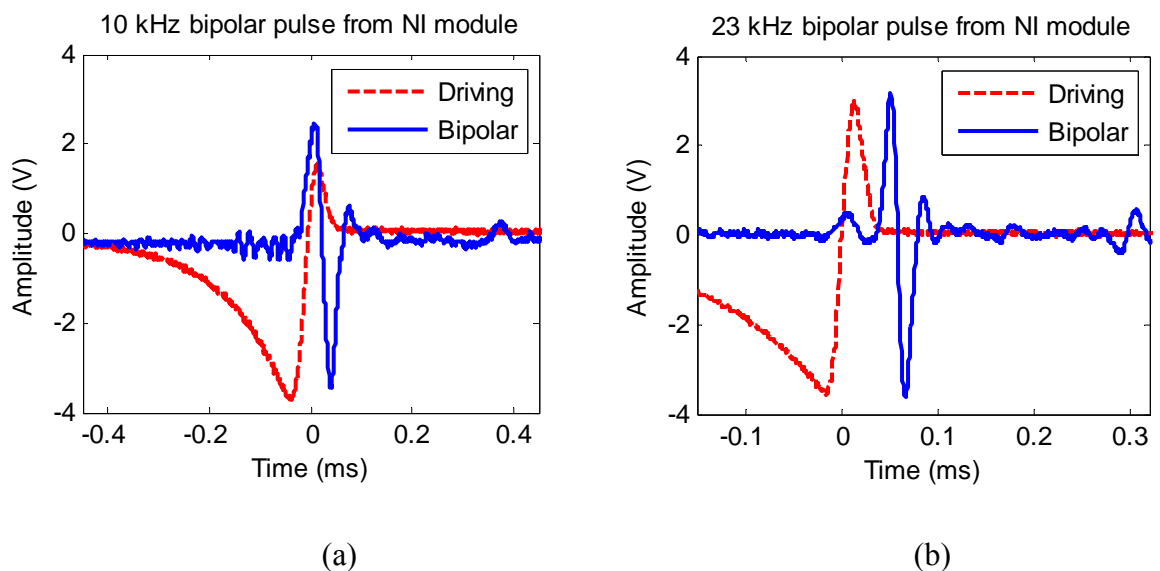 10 kHz bipolar pulse from NI module
4
2
0
-2
-4
Amplitude (V)
Driving
Bipolar
-0.4
-0.2
0
0.2
0.4
Time (ms)
(a)
23 kHz bipolar pulse from NI module
4
2
0
-2
-4
Amplitude (V)
Driving
Bipolar
-0.1
0
0.1
0.2
0.3
Time (ms)
(b)